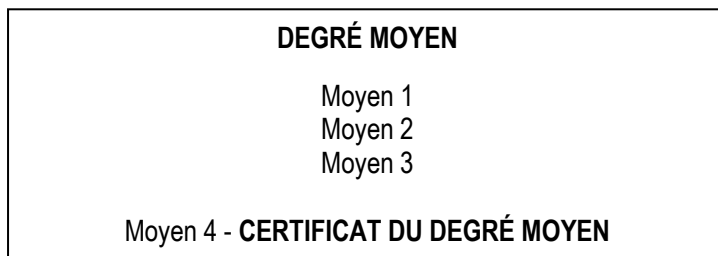 DEGRÉ MOYEN
Moyen 1
Moyen 2
Moyen 3
Moyen 4 - CERTIFICAT DU DEGRÉ MOYEN